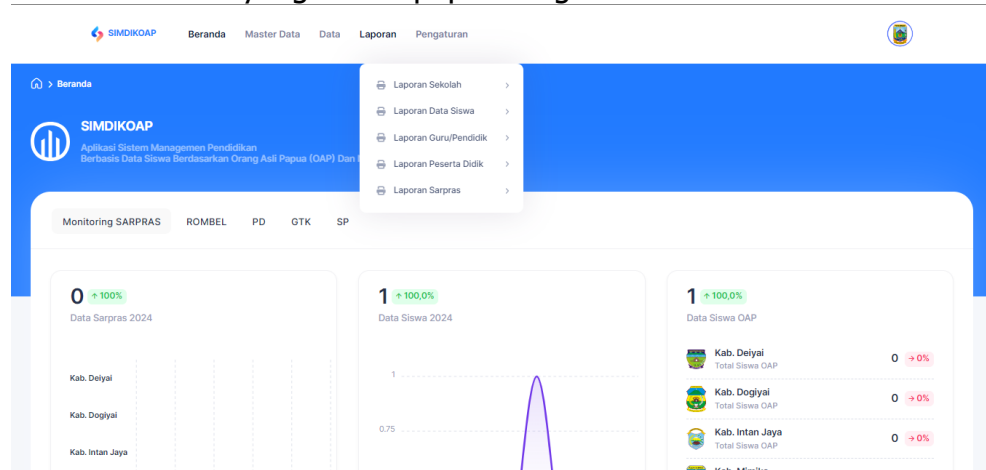 SIMDIKOAP
Beranda Master Data Data Laporan Pengaturan
> Beranda
Laporan Sekolah >
Laporan Data Siswa >
Laporan Guru/Pendidik >
Laporan Peserta Didik >
Laporan Sarpras >
SIMDIKOAP
Aplikasi Sistem Managemen Pendidikan
Berbasis Data Siswa Berdasarkan Orang Asli Papua (OAP) Dan
Monitoring SARPRAS ROMBEL PD GTK SP
0 ↑ 100%
Data Sarpras 2024
Kab. Deiyai
Kab. Dogiyai
Kab. Intan Jaya
1 ↑ 100,0%
Data Siswa 2024
1
0.75
1 ↑ 100,0%
Data Siswa OAP
Kab. Deiyai 0 → 0%
Total Siswa OAP
Kab. Dogiyai 0 → 0%
Total Siswa OAP
Kab. Intan Jaya 0 → 0%
Total Siswa OAP